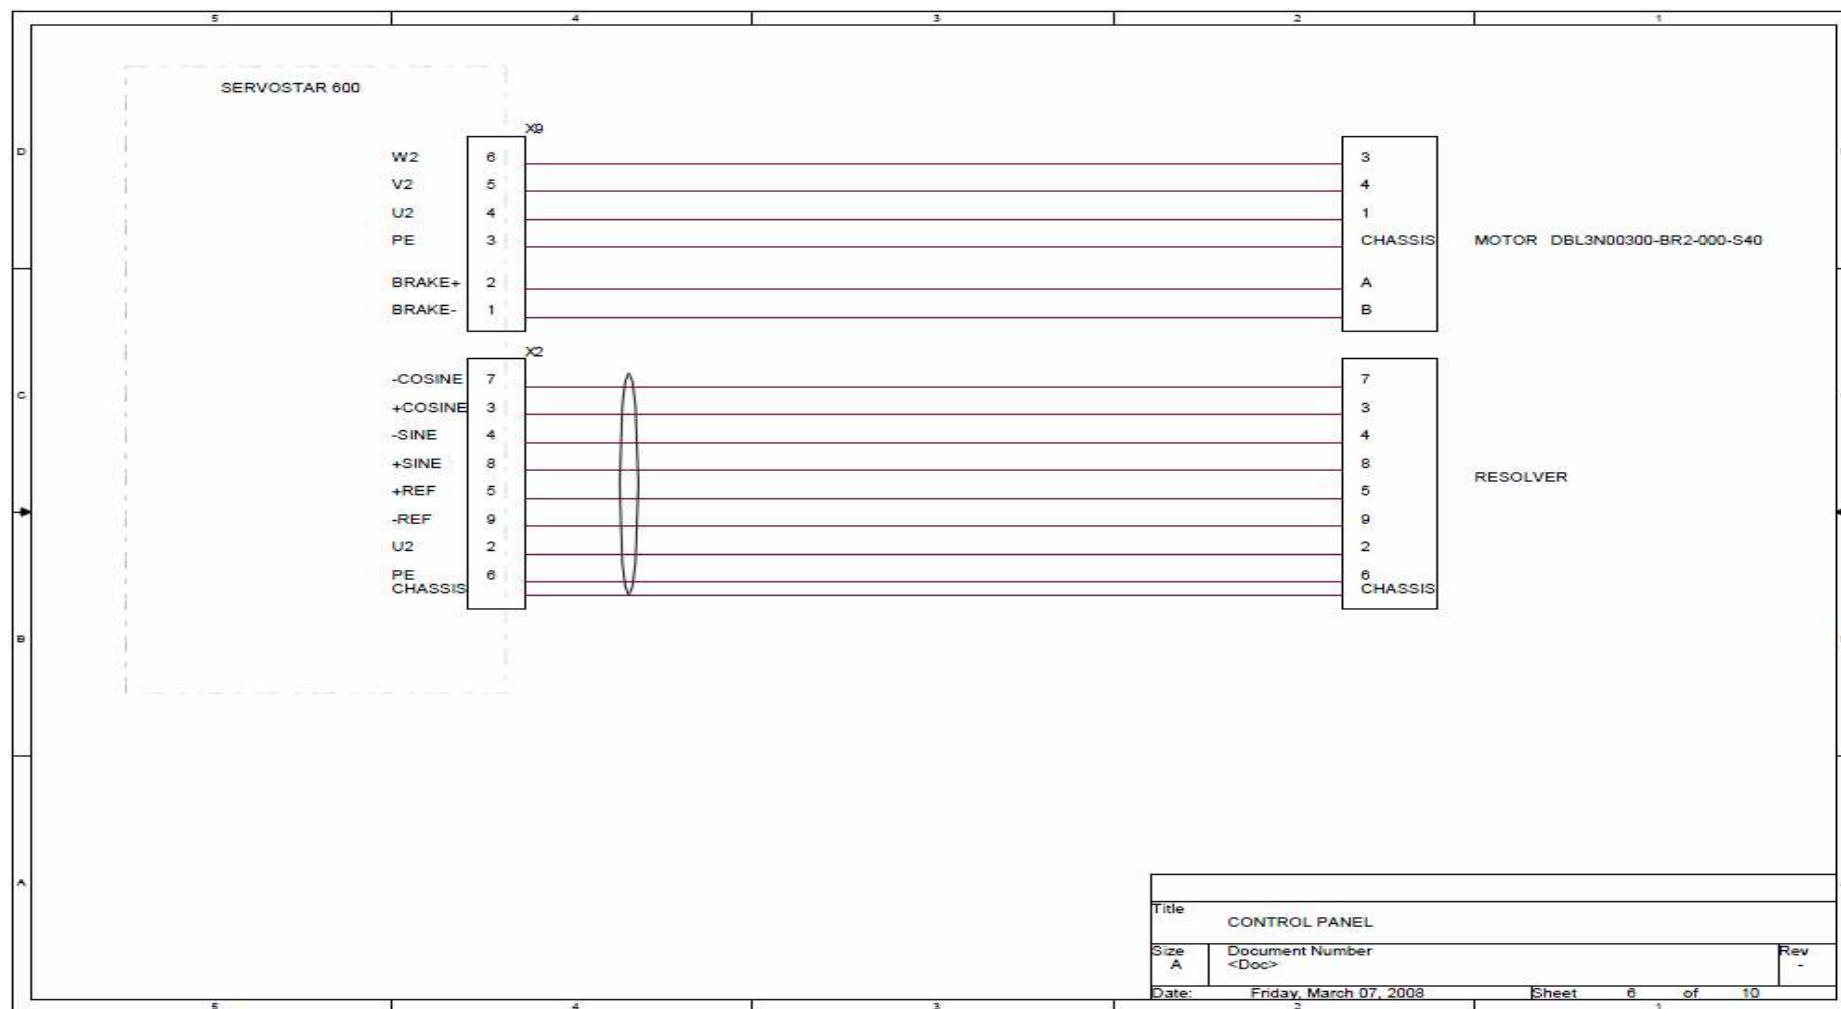 5 4 3 2 1
SERVOSTAR 600
X9
D
W2 6 3
V2 5 4
U2 4 1
PE 3 CHASSIS MOTOR DBL3N00300-BR2-000-S40
BRAKE+ 2 A
BRAKE- 1 B
X2
-COSINE 7 7
C
+COSINE 3 3
-SINE 4 4
+SINE 8 8
RESOLVER
+REF 5 5
-REF 9 9
U2 2 2
PE 6 6
CHASSIS CHASSIS
B
A
Title
CONTROL PANEL
Size Document Number Rev
A <Doc> -
Date: Friday, March 07, 2008 Sheet 6 of 10
5 4 3 2 1